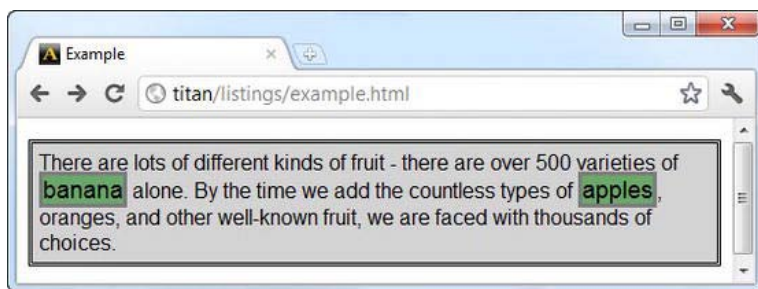 Example
titan/listings/example.html
There are lots of different kinds of fruit - there are over 500 varieties of
banana alone. By the time we add the countless types of apples,
oranges, and other well-known fruit, we are faced with thousands of
choices.